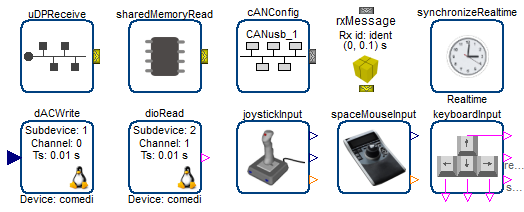 uDPReceive
sharedMemoryRead
cANConfig
CANusb_1
rxMessage
Rx id: ident
(0, 0.1) s
synchronizeRealtime
Realtime
dACWrite
Subdevice: 1
Channel: 0
Ts: 0.01 s
Device: comedi
dioRead
Subdevice: 2
Channel: 1
Ts: 0.01 s
Device: comedi
joystickInput
spaceMouseInput
keyboardInput
re...
s...